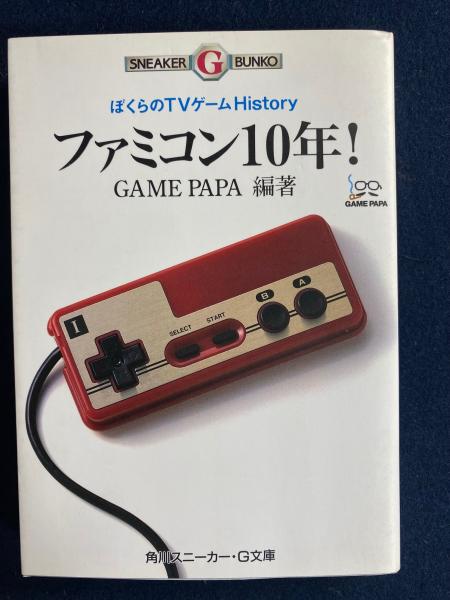 SNEAKER G BUNKO
ぼくらのTVゲームHistory
ファミコン10年!
GAME PAPA 編著
GAME PAPA
I
SELECT
START
B
A
角川スニーカー・G文庫